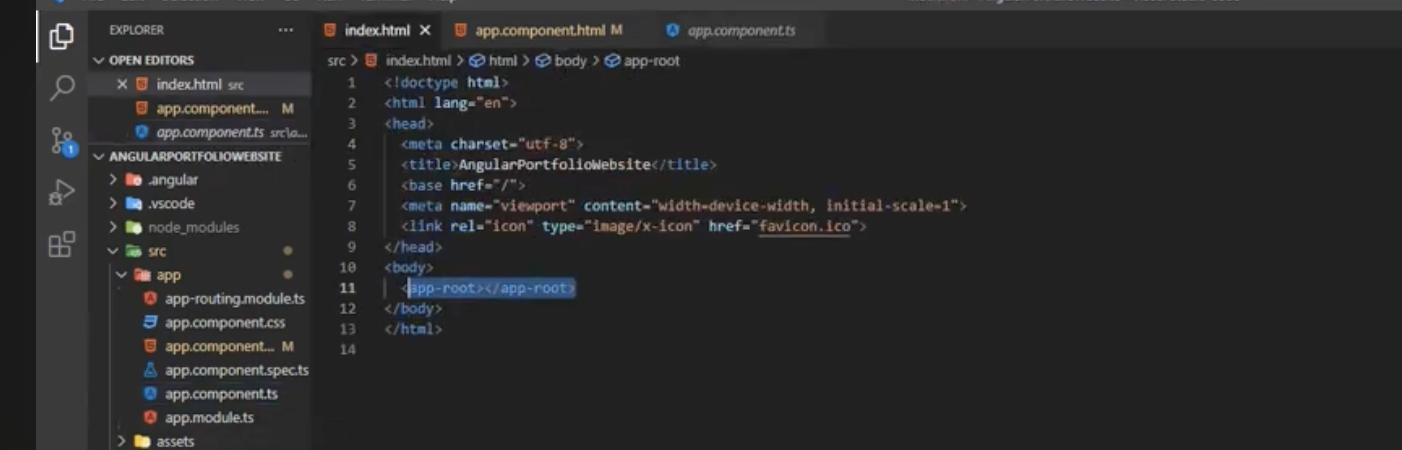 EXPLORER
OPEN EDITORS
index.html src
app.component.... M
app.component.ts src\a...
ANGULARPORTFOLIOWEBSITE
.angular
.vscode
node_modules
src
app
app-routing.module.ts
app.component.css
app.component... M
app.component.spec.ts
app.component.ts
app.module.ts
assets
1
index.html
app.component.html M
app.component.ts
src > index.html > html > body > app-root
1 <!doctype html>
2 <html lang="en">
3 <head>
4 <meta charset="utf-8">
5 <title>AngularPortfolioWebsite</title>
6 <base href="/">
7 <meta name="viewport" content="width=device-width, initial-scale=1">
8 <link rel="icon" type="image/x-icon" href="favicon.ico">
9 </head>
10 <body>
11 <app-root></app-root>
12 </body>
13 </html>
14